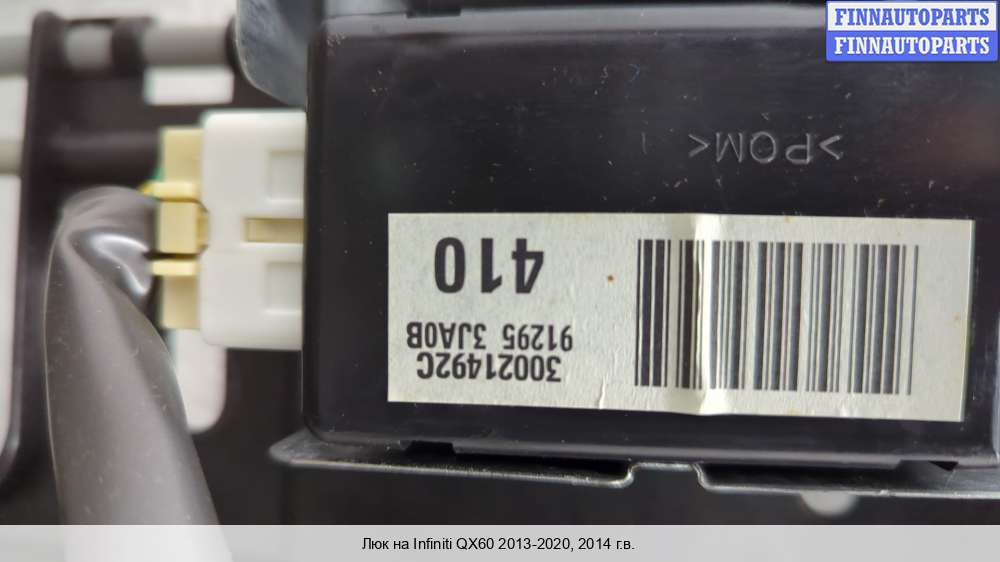 FINNAUTOPARTS
FINNAUTOPARTS
>POM<
30021492C
91295 3JA0B
410
Люк на Infiniti QX60 2013-2020, 2014 г.в.